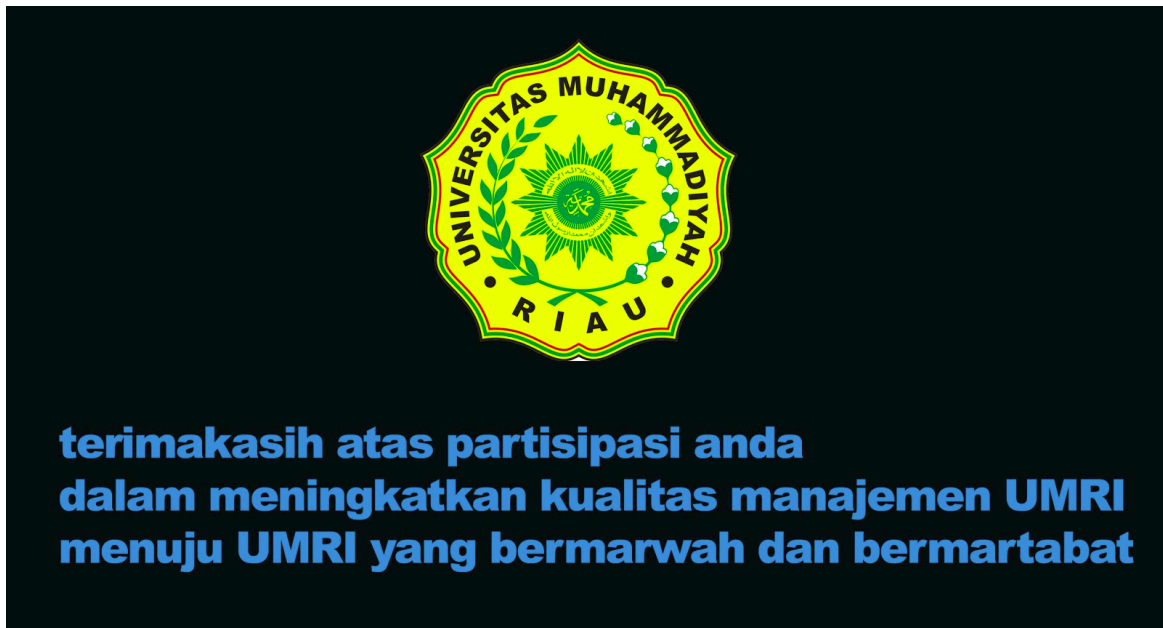 UNIVERSITAS MUHAMMADIYAH
RIAU
terimakasih atas partisipasi anda
dalam meningkatkan kualitas manajemen UMRI
menuju UMRI yang bermarwah dan bermartabat